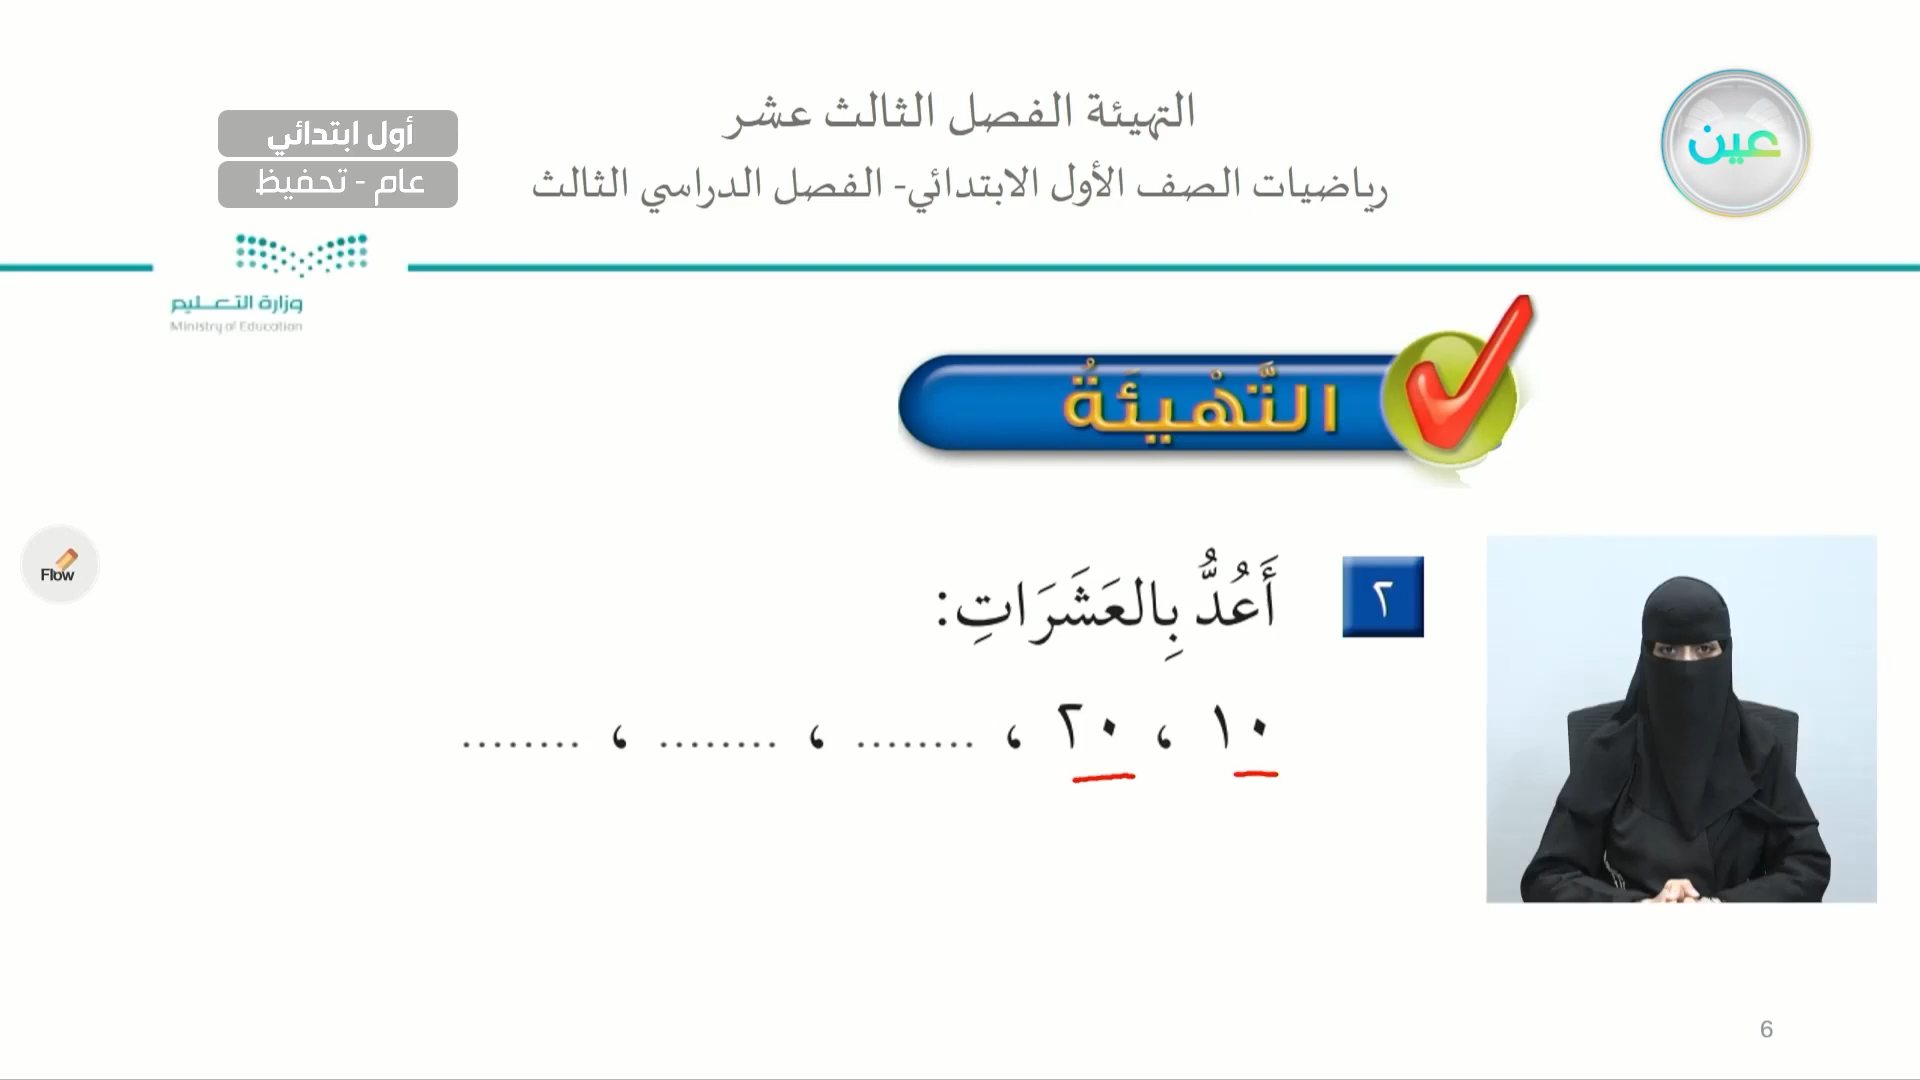 التهيئة الفصل الثالث عشر
رياضيات الصف الأول الابتدائي- الفصل الدراسي الثالث
عين
أول ابتدائي
عام - تحفيظ
وزارة التعليم
Ministry of Education
التَّهْيِئَةُ
٢ أَعُدُّ بِالعَشَرَاتِ:
١٠ ، ٢٠ ، ........ ، ........ ، ........
Flow
6